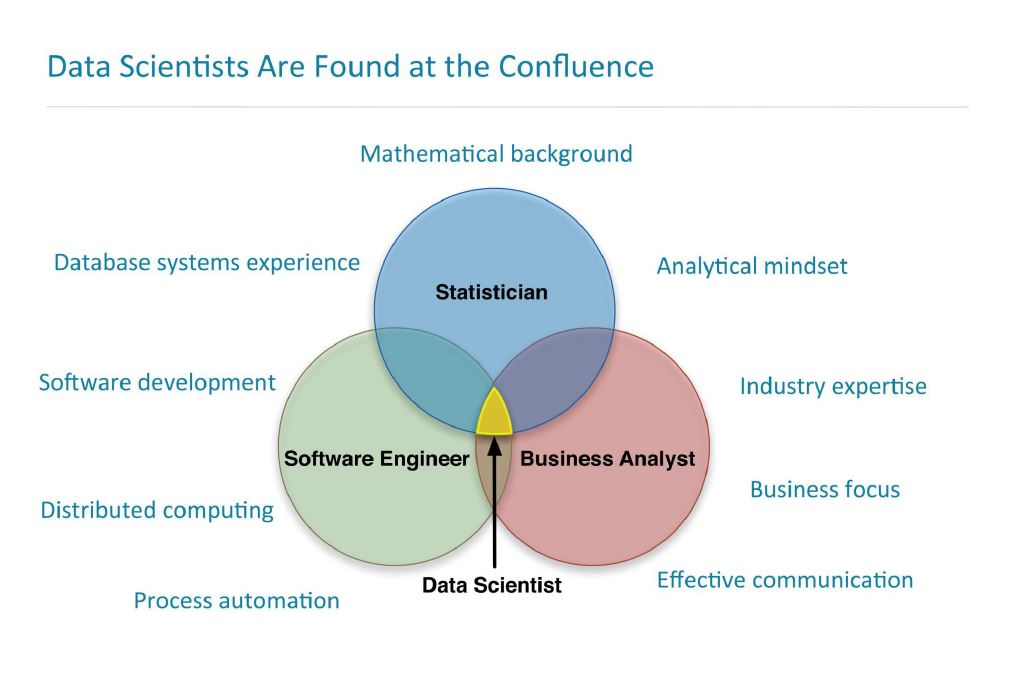 Data Scientists Are Found at the Confluence
Mathematical background
Database systems experience
Analytical mindset
Statistician
Software development
Industry expertise
Software Engineer
Business Analyst
Business focus
Distributed computing
Effective communication
Data Scientist
Process automation